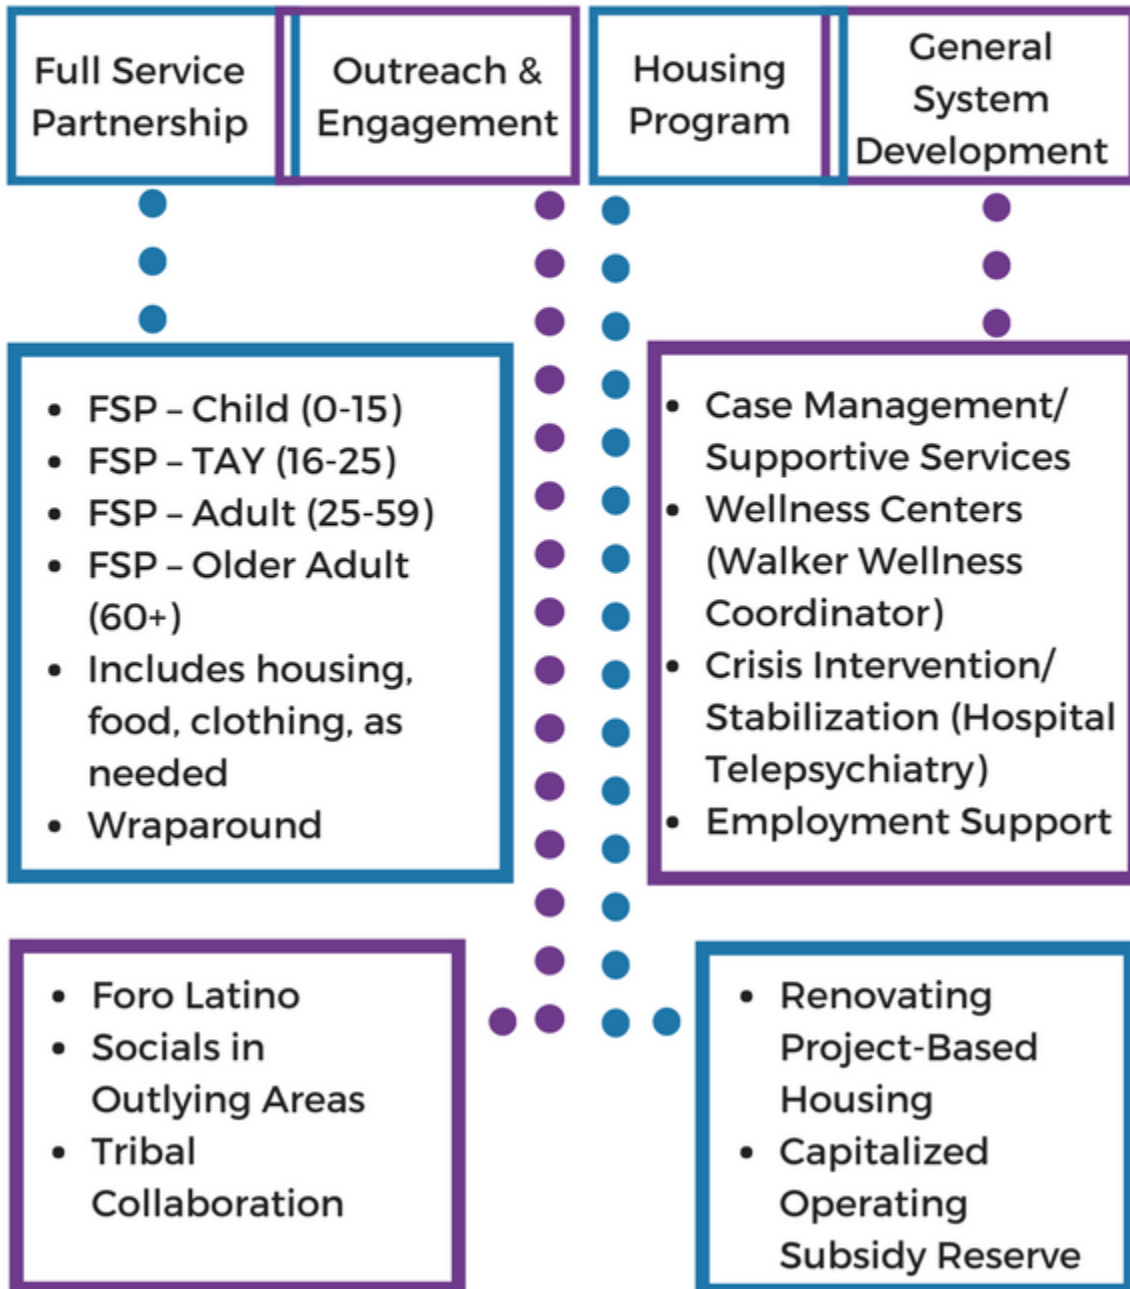 Full Service
Partnership
Outreach &
Engagement
Housing
Program
General
System
Development
• FSP – Child (0-15)
• FSP – TAY (16-25)
• FSP – Adult (25-59)
• FSP – Older Adult
(60+)
• Includes housing,
food, clothing, as
needed
• Wraparound
• Case Management/
Supportive Services
• Wellness Centers
(Walker Wellness
Coordinator)
• Crisis Intervention/
Stabilization (Hospital
Telepsychiatry)
• Employment Support
• Foro Latino
• Socials in
Outlying Areas
• Tribal
Collaboration
• Renovating
Project-Based
Housing
• Capitalized
Operating
Subsidy Reserve